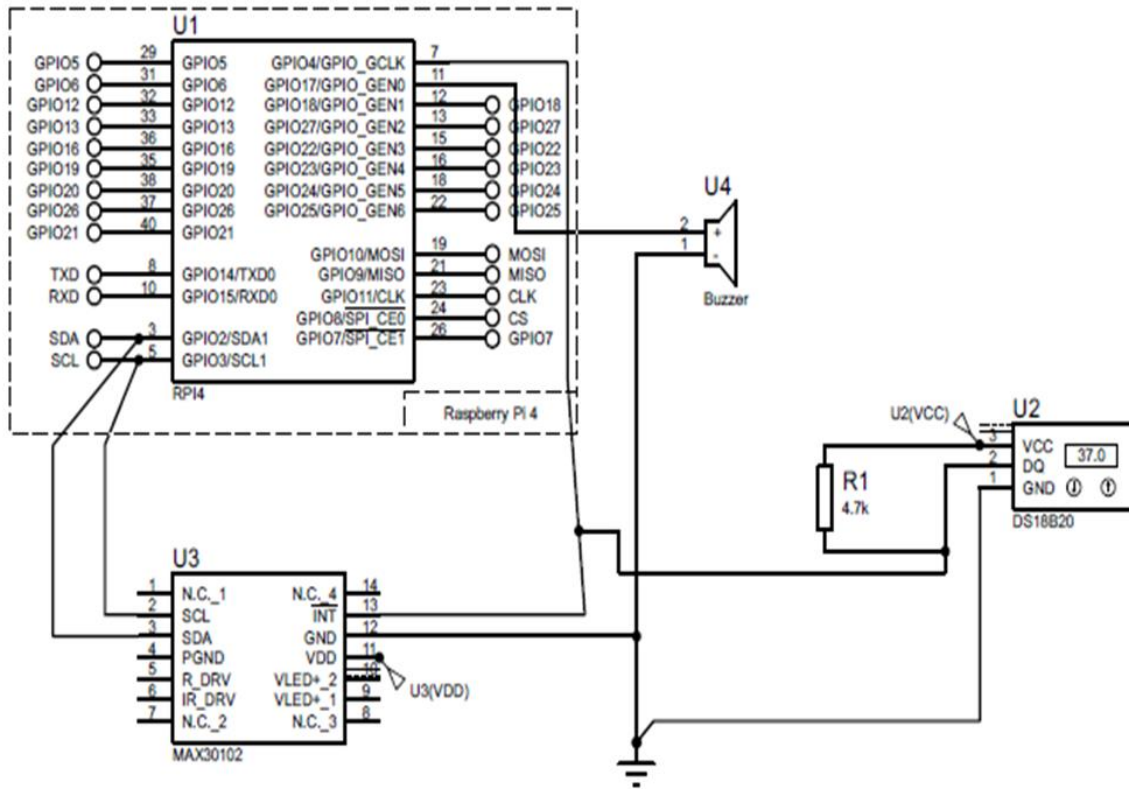 U1
GPIO5 29 GPIO5 GPIO4/GPIO_GCLK 7
GPIO6 31 GPIO6 GPIO17/GPIO_GEN0 11
GPIO12 32 GPIO12 GPIO18/GPIO_GEN1 12 GPIO18
GPIO13 33 GPIO13 GPIO27/GPIO_GEN2 13 GPIO27
GPIO16 36 GPIO16 GPIO22/GPIO_GEN3 15 GPIO22
GPIO19 35 GPIO19 GPIO23/GPIO_GEN4 16 GPIO23
GPIO20 38 GPIO20 GPIO24/GPIO_GEN5 18 GPIO24
GPIO26 37 GPIO26 GPIO25/GPIO_GEN6 22 GPIO25
GPIO21 40 GPIO21
GPIO10/MOSI 19 MOSI
TXD 8 GPIO14/TXD0 GPIO9/MISO 21 MISO
RXD 10 GPIO15/RXD0 GPIO11/CLK 23 CLK
GPIO8/SPI_CE0 24 CS
SDA 3 GPIO2/SDA1 GPIO7/SPI_CE1 26 GPIO7
SCL 5 GPIO3/SCL1
RPI4
Raspberry Pi 4
U4
2 +
1 -
Buzzer
U2(VCC)
U2
3 VCC
2 DQ 37.0
1 GND
DS18B20
R1
4.7k
U3
1 N.C._1 N.C._4 14
2 SCL INT 13
3 SDA GND 12
4 PGND VDD 11
5 R_DRV VLED+_2 10
6 IR_DRV VLED+_1 9
7 N.C._2 N.C._3 8
MAX30102
U3(VDD)